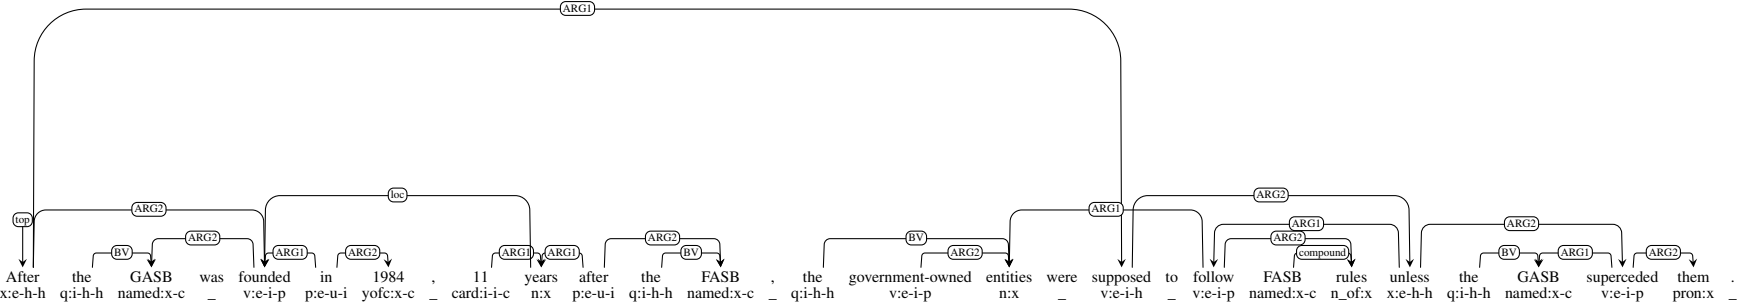 ARG1
loc ARG2
top ARG2 ARG1
ARG1
BV ARG2 ARG1 ARG2 ARG1 ARG1 ARG2 BV BV ARG2 ARG2 compound ARG2 BV ARG1 ARG2
After the GASB was founded in 1984 , 11 years after the FASB , the government-owned entities were supposed to follow FASB rules unless the GASB superceded them .
x:e-h-h q:i-h-h named:x-c _ v:e-i-p p:e-u-i yofc:x-c _ card:i-i-c n:x p:e-u-i q:i-h-h named:x-c _ q:i-h-h v:e-i-p n:x _ v:e-i-h _ v:e-i-p named:x-c n_of:x x:e-h-h q:i-h-h named:x-c v:e-i-p pron:x _